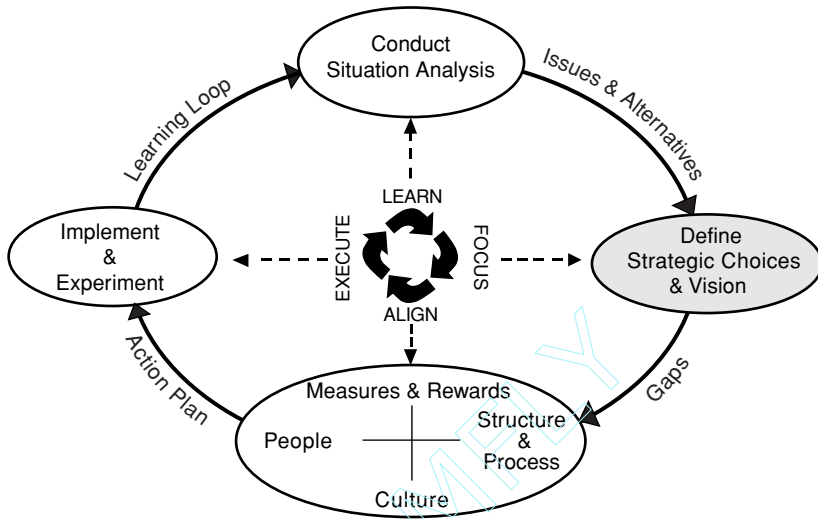 Conduct
Situation Analysis
Issues & Alternatives
Learning Loop
LEARN
EXECUTE
FOCUS
ALIGN
Implement
&
Experiment
Define
Strategic Choices
& Vision
Action Plan
Gaps
Measures & Rewards
People
Structure
&
Process
Culture
MFLY